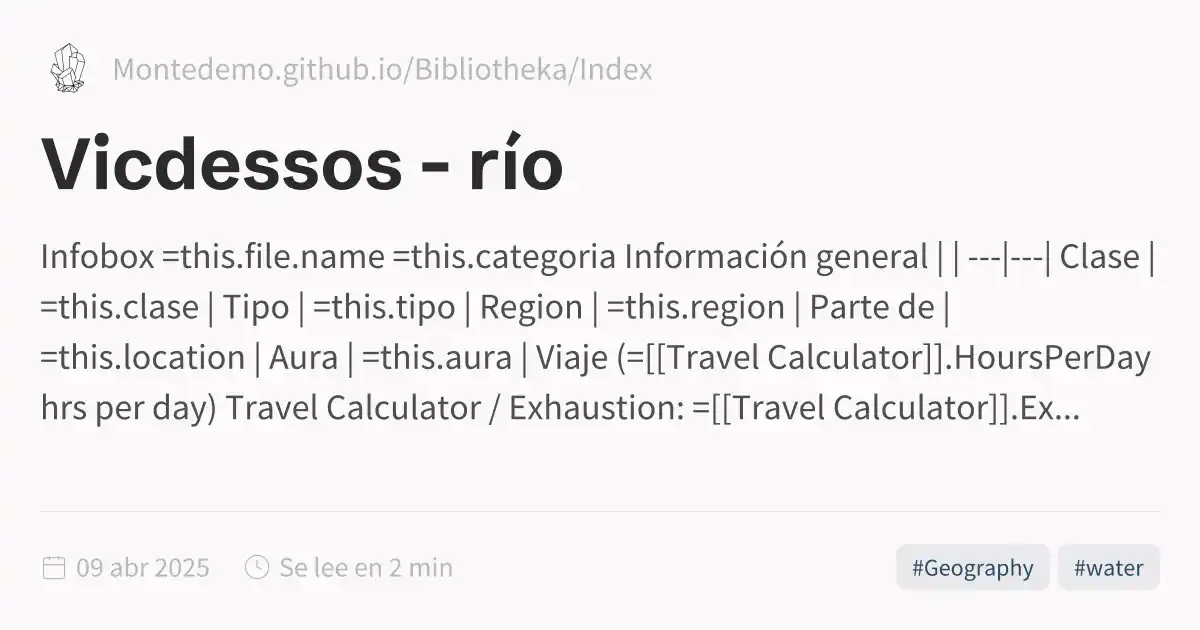 Montedemo.github.io/Bibliotheka/Index
Vicdessos - río
Infobox =this.file.name =this.categoria Información general | | ---|---| Clase |
=this.clase | Tipo | =this.tipo | Region | =this.region | Parte de |
=this.location | Aura | =this.aura | Viaje (=[[Travel Calculator]].HoursPerDay
hrs per day) Travel Calculator / Exhaustion: =[[Travel Calculator]].Ex...
09 abr 2025 Se lee en 2 min #Geography #water